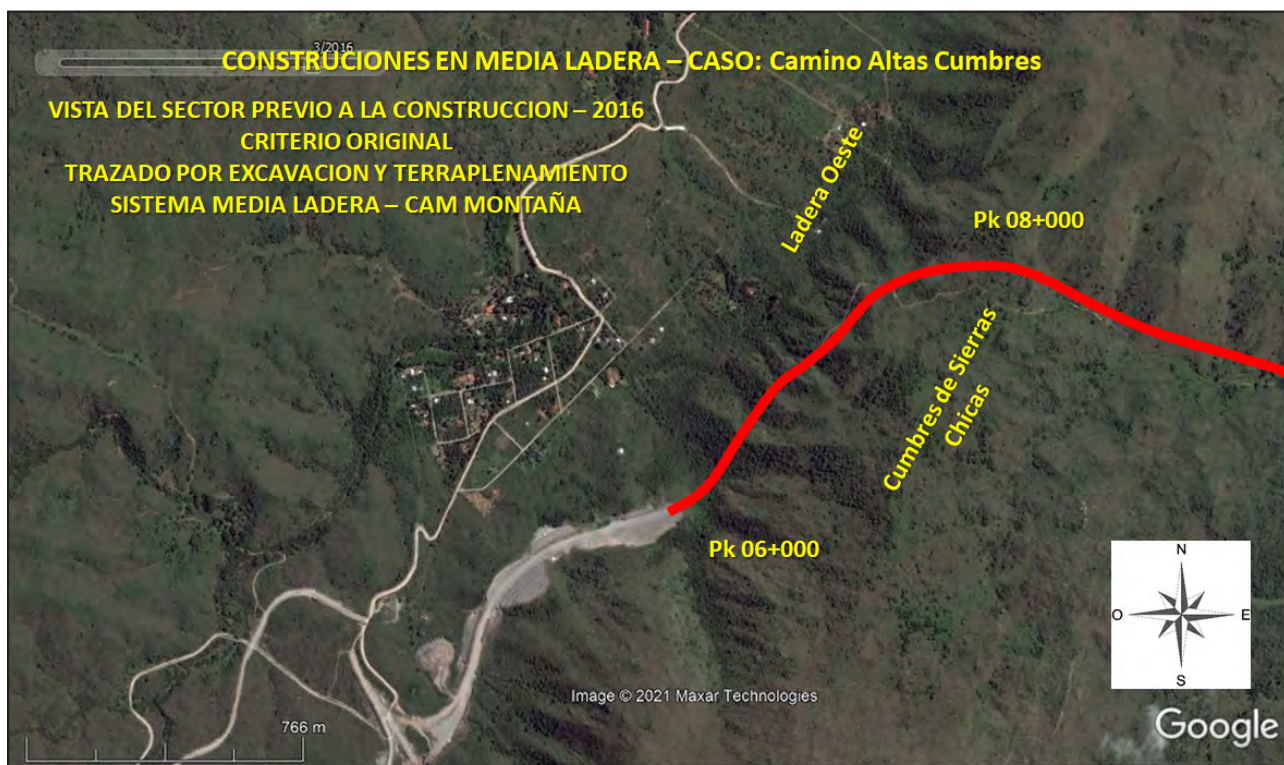 3/2016
CONSTRUCIONES EN MEDIA LADERA – CASO: Camino Altas Cumbres
VISTA DEL SECTOR PREVIO A LA CONSTRUCCION – 2016
CRITERIO ORIGINAL
TRAZADO POR EXCAVACION Y TERRAPLENAMIENTO
SISTEMA MEDIA LADERA – CAM MONTAÑA
Ladera Oeste
Pk 08+000
Cumbres de Sierras
Chicas
Pk 06+000
N
O
E
S
Image © 2021 Maxar Technologies
766 m
Google